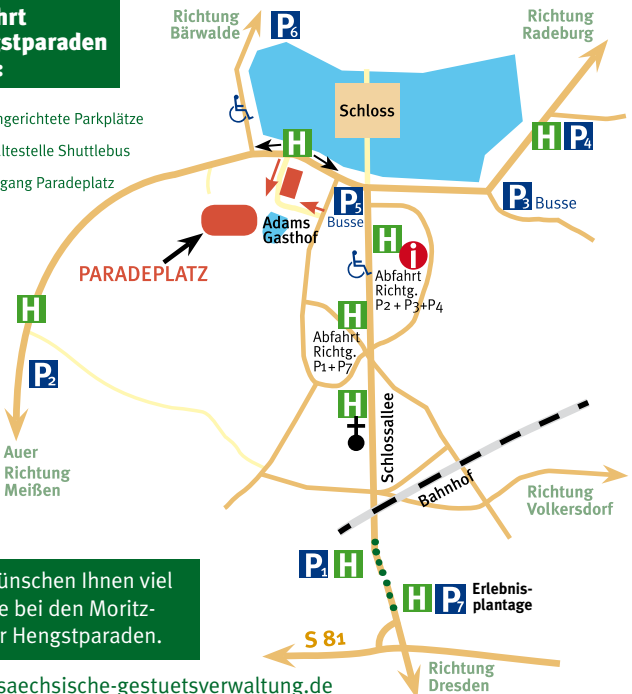 hrt
gstparaden
:
Richtung
Bärwalde
P6
Richtung
Radeburg
ngerichtete Parkplätze
ltestelle Shuttlebus
gang Paradeplatz
Schloss
H
H P4
P5
Busse
P3 Busse
Adams
Gasthof
PARADEPLATZ
H i
Abfahrt
Richtg.
P2 + P3+P4
H
H
Abfahrt
Richtg.
P1+ P7
P2
H
Schlossallee
Auer
Richtung
Meißen
Bahnhof
Richtung
Volkersdorf
P1 H
H P7
Erlebnis-
plantage
ünschen Ihnen viel
e bei den Moritz-
r Hengstparaden.
S 81
Richtung
Dresden
saechsische-gestuetsverwaltung.de